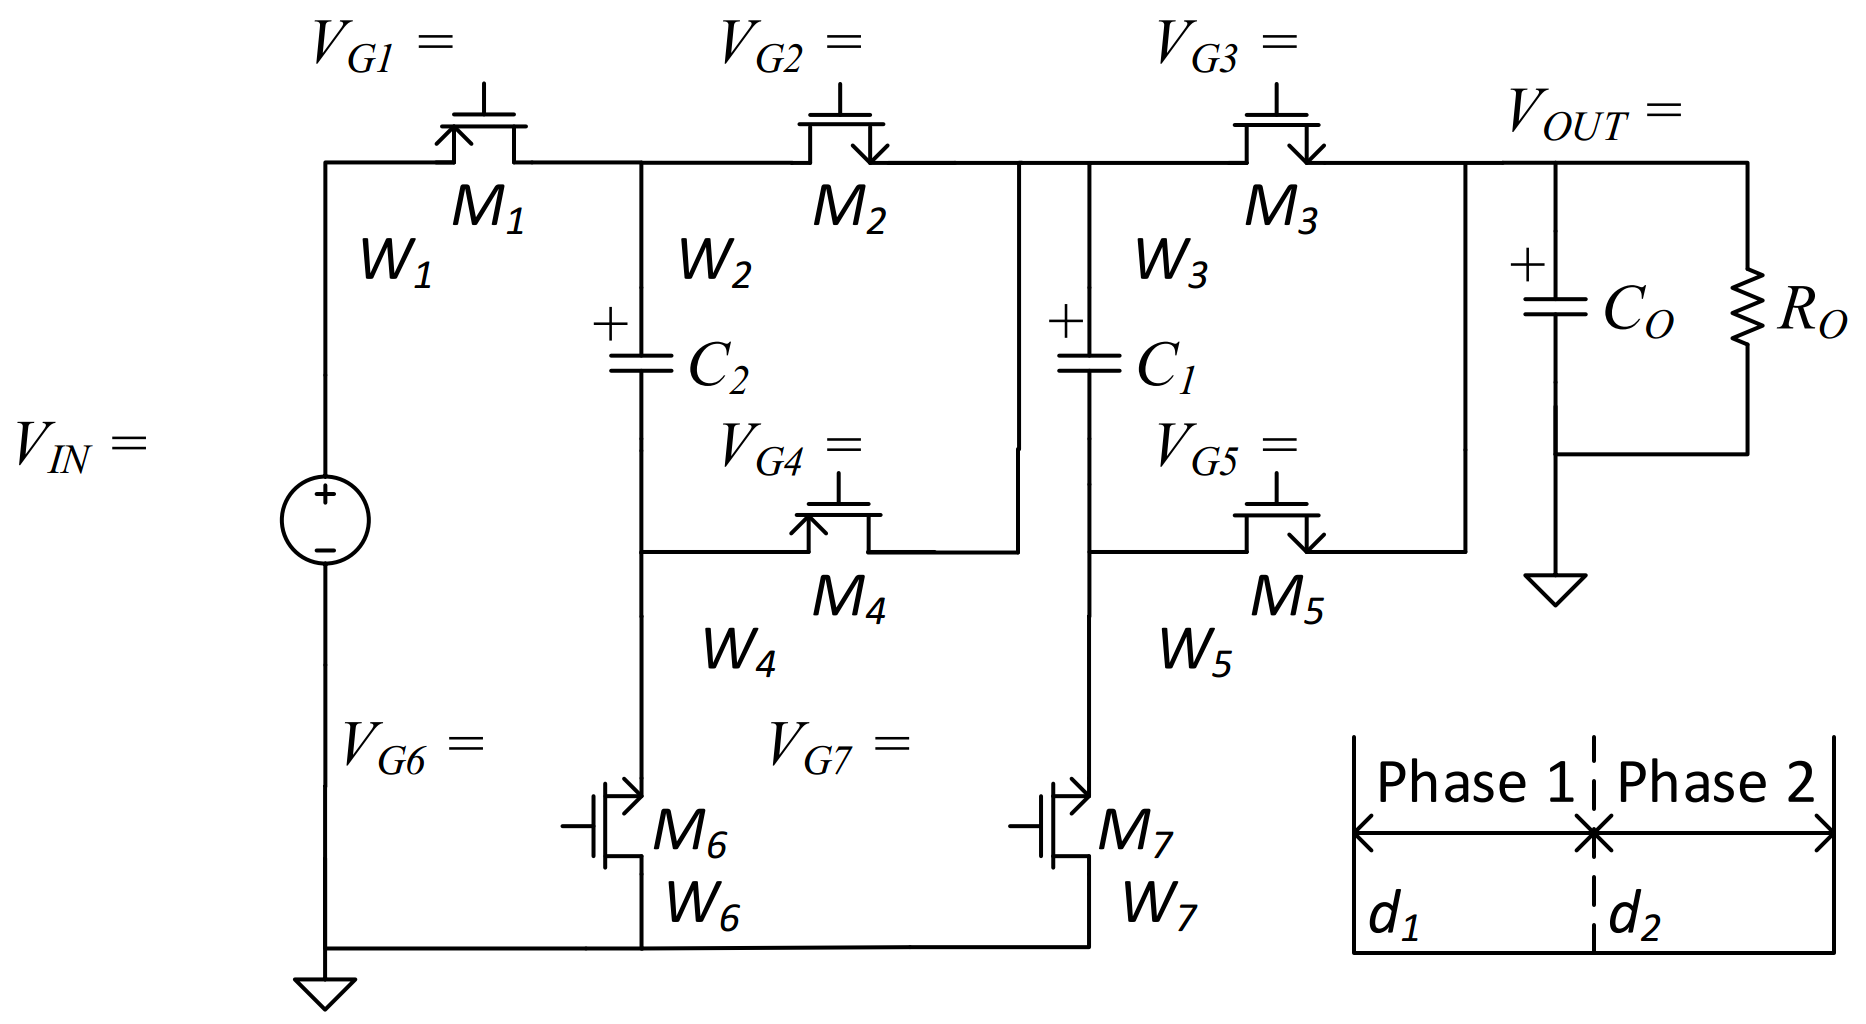 V_{G1} =
V_{G2} =
V_{G3} =
V_{OUT} =
M_1
M_2
M_3
W_1
W_2
W_3
+
C_2
+
C_1
+
C_O
R_O
V_{IN} =
V_{G4} =
V_{G5} =
+
−
M_4
M_5
W_4
W_5
V_{G6} =
V_{G7} =
M_6
M_7
W_6
W_7
Phase 1
Phase 2
d_1
d_2